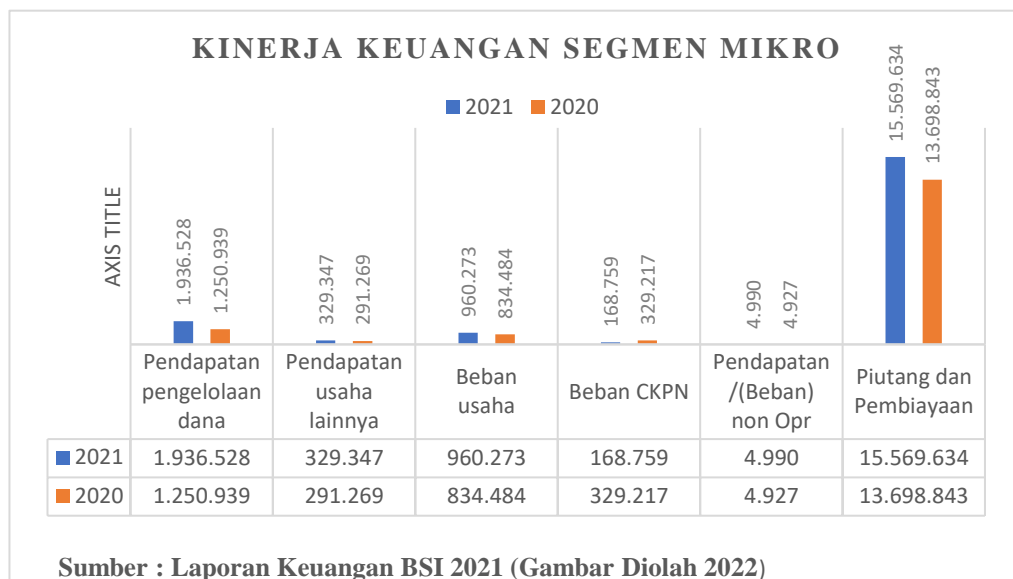 KINERJA KEUANGAN SEGMEN MIKRO
2021 2020
AXIS TITLE
1.936.528
1.250.939
329.347
291.269
960.273
834.484
168.759
329.217
4.990
4.927
15.569.634
13.698.843
Pendapatan pengelolaan dana
Pendapatan usaha lainnya
Beban usaha
Beban CKPN
Pendapatan /(Beban) non Opr
Piutang dan Pembiayaan
2021 1.936.528 329.347 960.273 168.759 4.990 15.569.634
2020 1.250.939 291.269 834.484 329.217 4.927 13.698.843
Sumber : Laporan Keuangan BSI 2021 (Gambar Diolah 2022)